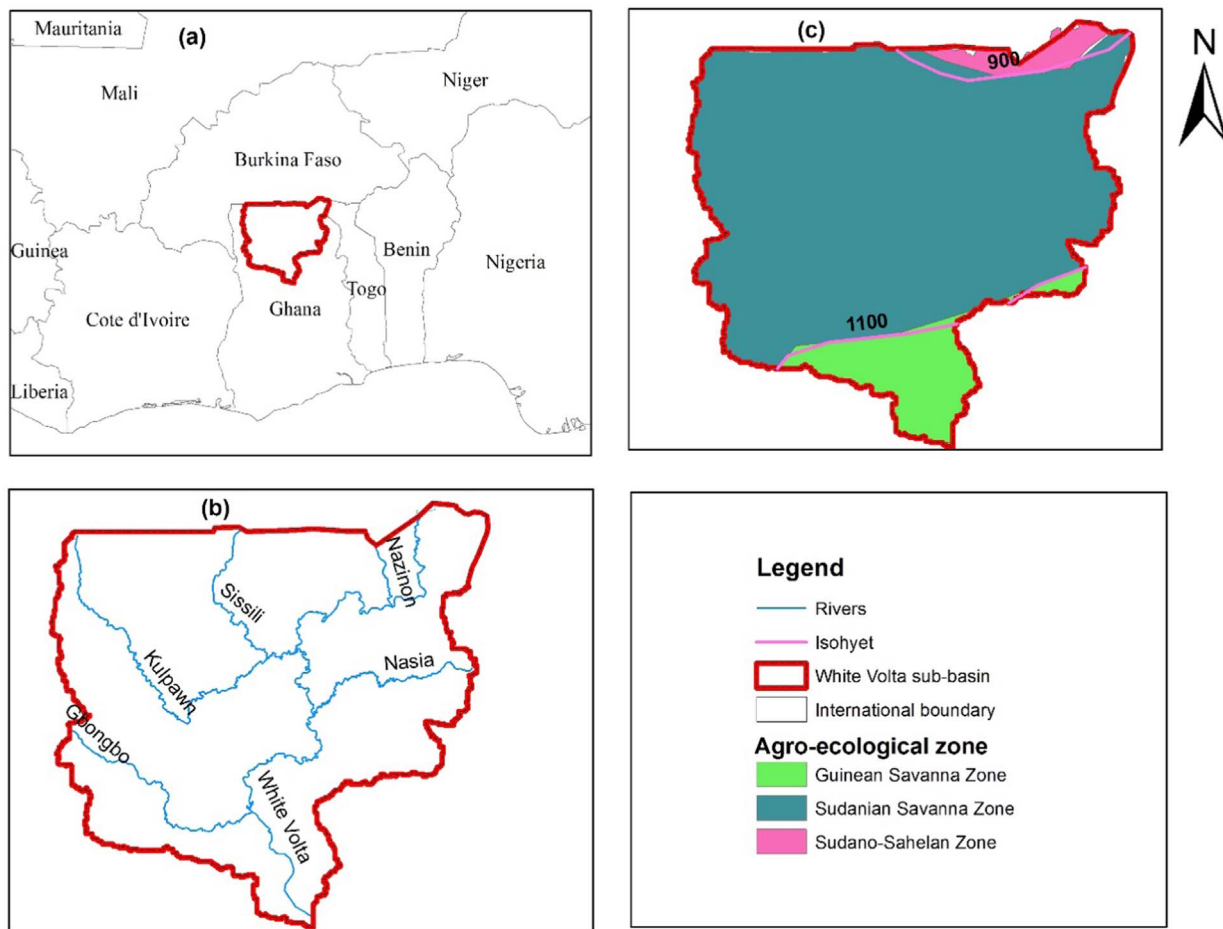 (a)
Mauritania
Mali
Niger
Burkina Faso
Guinea
Benin
Nigeria
Togo
Ghana
Cote d'Ivoire
Liberia
(c)
900
1100
N
(b)
Nazinon
Sissili
Kulpawn
Nasia
Gbongbo
White Volta
Legend
Rivers
Isohyet
White Volta sub-basin
International boundary
Agro-ecological zone
Guinean Savanna Zone
Sudanian Savanna Zone
Sudano-Sahelan Zone